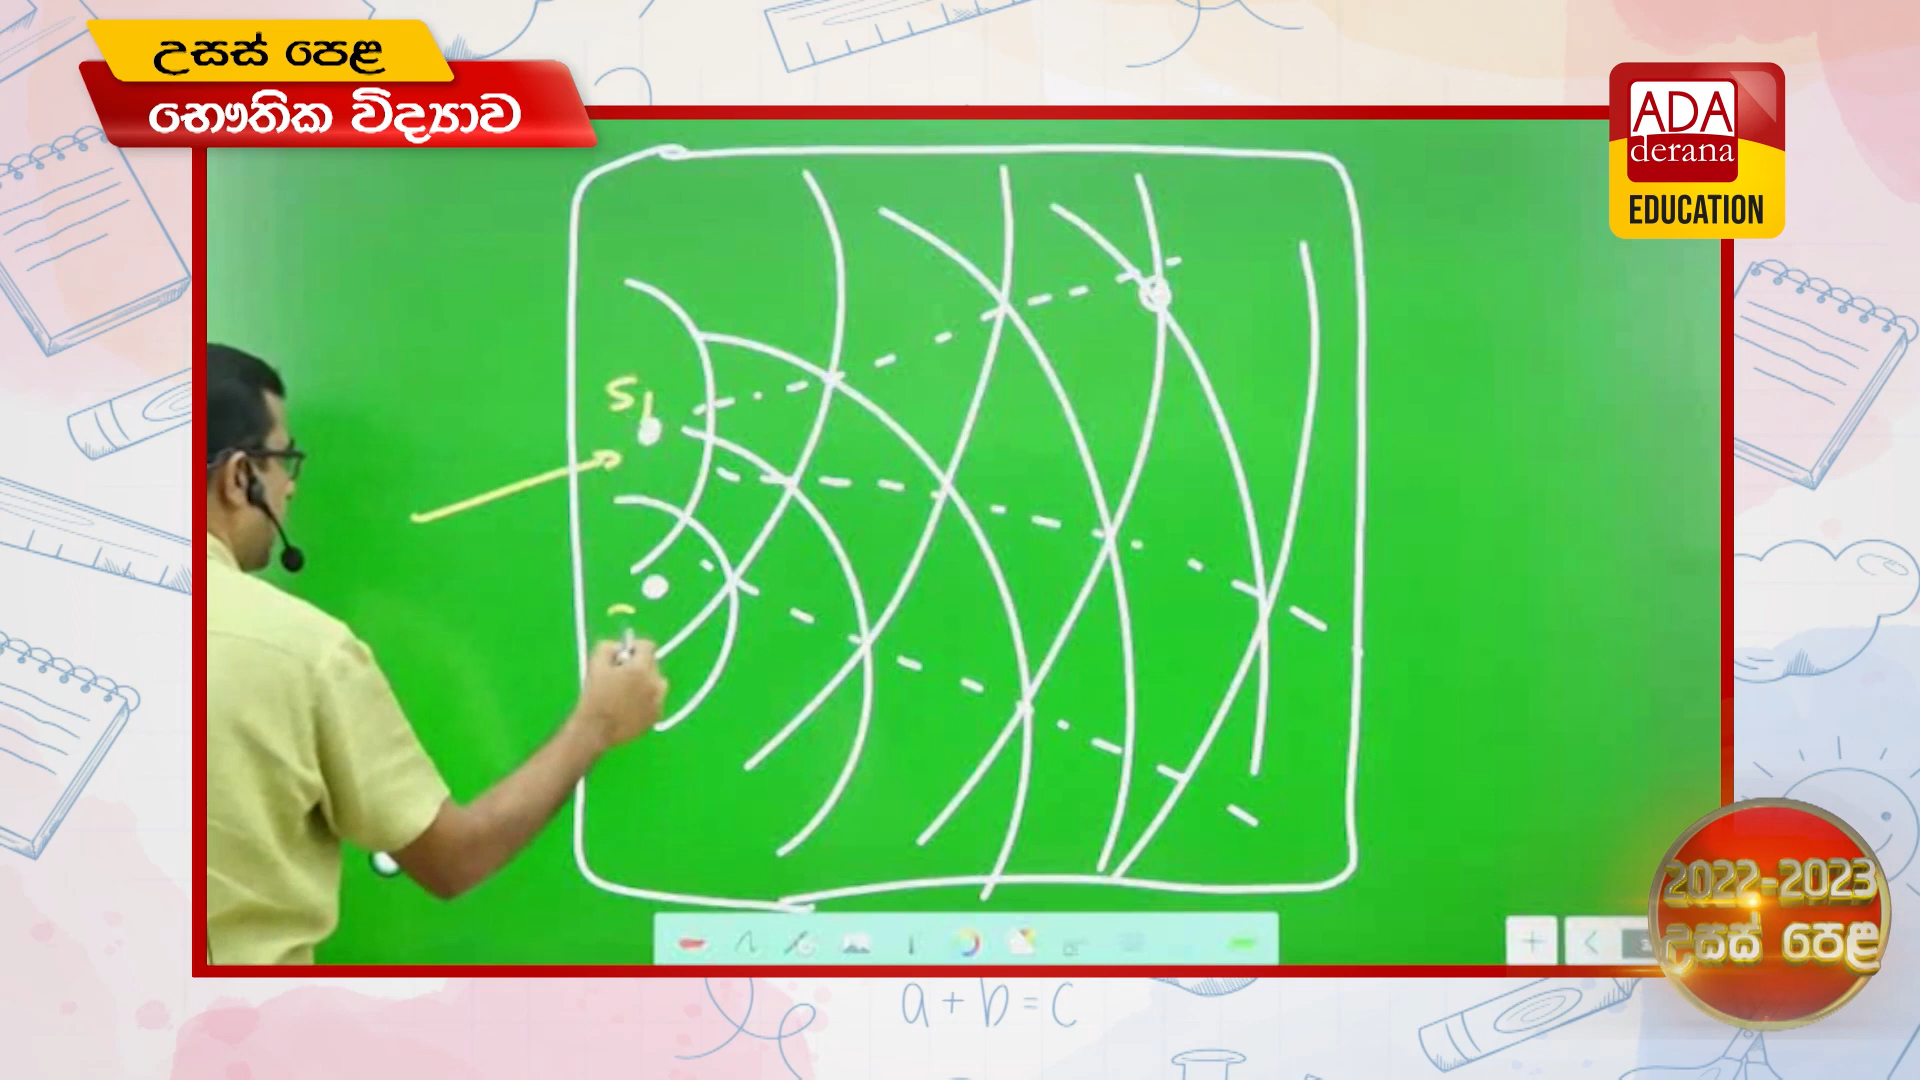 උසස් පෙළ
භෞතික විද්‍යාව
ADA
derana
EDUCATION
S₁
2022-2023
උසස් පෙළ
a + b = c